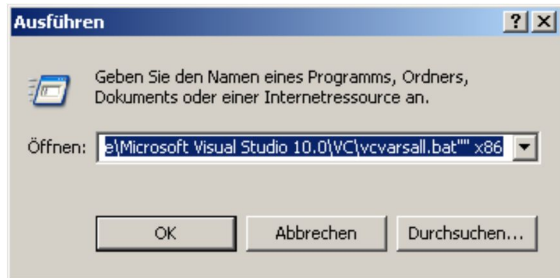 Ausführen
Geben Sie den Namen eines Programms, Ordners,
Dokuments oder einer Internetressource an.
Öffnen: e\Microsoft Visual Studio 10.0\VC\vcvarsall.bat"" x86
OK Abbrechen Durchsuchen...